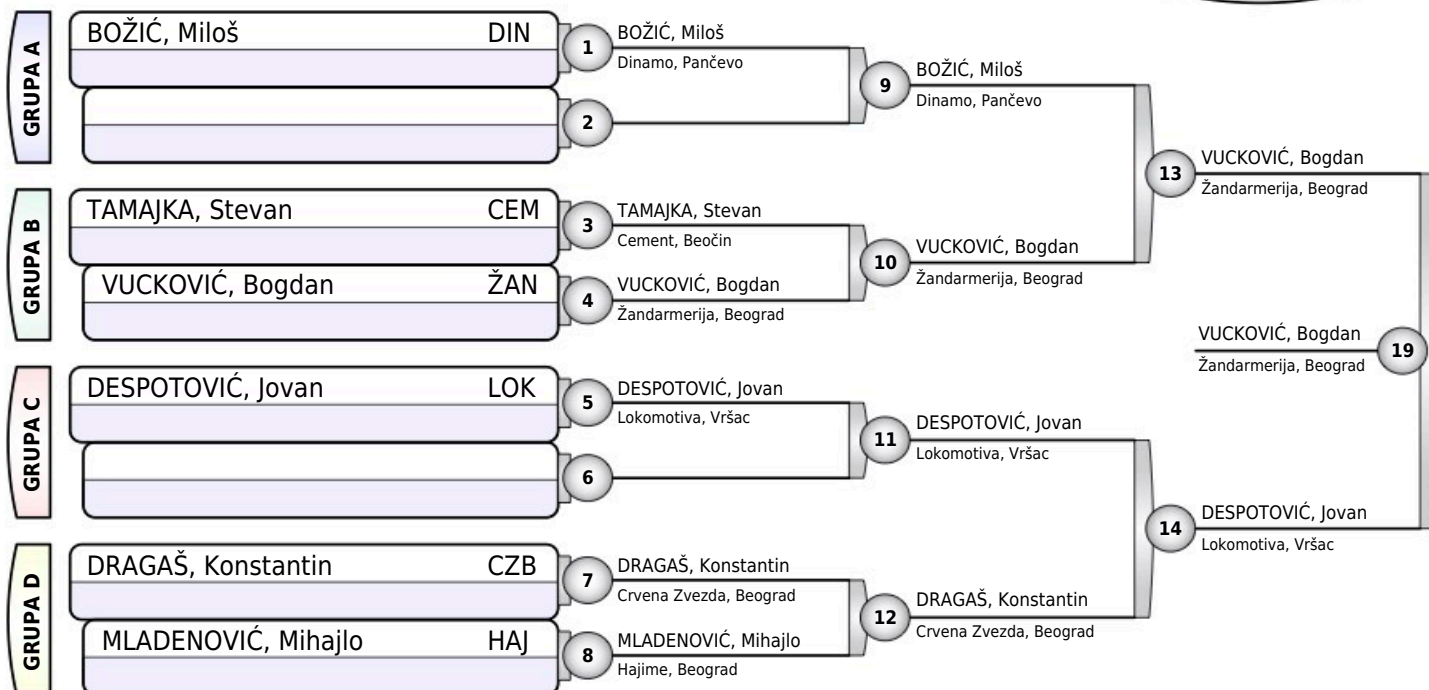 GRUPA A
BOŽIĆ, Miloš DIN
1
BOŽIĆ, Miloš
Dinamo, Pančevo
2
9
BOŽIĆ, Miloš
Dinamo, Pančevo
GRUPA B
TAMAJKA, Stevan CEM
VUCKOVIĆ, Bogdan ŽAN
3
TAMAJKA, Stevan
Cement, Beočin
4
VUCKOVIĆ, Bogdan
Žandarmerija, Beograd
10
VUCKOVIĆ, Bogdan
Žandarmerija, Beograd
13
VUCKOVIĆ, Bogdan
Žandarmerija, Beograd
GRUPA C
DESPOTOVIĆ, Jovan LOK
5
DESPOTOVIĆ, Jovan
Lokomotiva, Vršac
6
11
DESPOTOVIĆ, Jovan
Lokomotiva, Vršac
GRUPA D
DRAGAŠ, Konstantin CZB
MLADENOVIĆ, Mihajlo HAJ
7
DRAGAŠ, Konstantin
Crvena Zvezda, Beograd
8
MLADENOVIĆ, Mihajlo
Hajime, Beograd
12
DRAGAŠ, Konstantin
Crvena Zvezda, Beograd
14
DESPOTOVIĆ, Jovan
Lokomotiva, Vršac
VUCKOVIĆ, Bogdan
Žandarmerija, Beograd
19